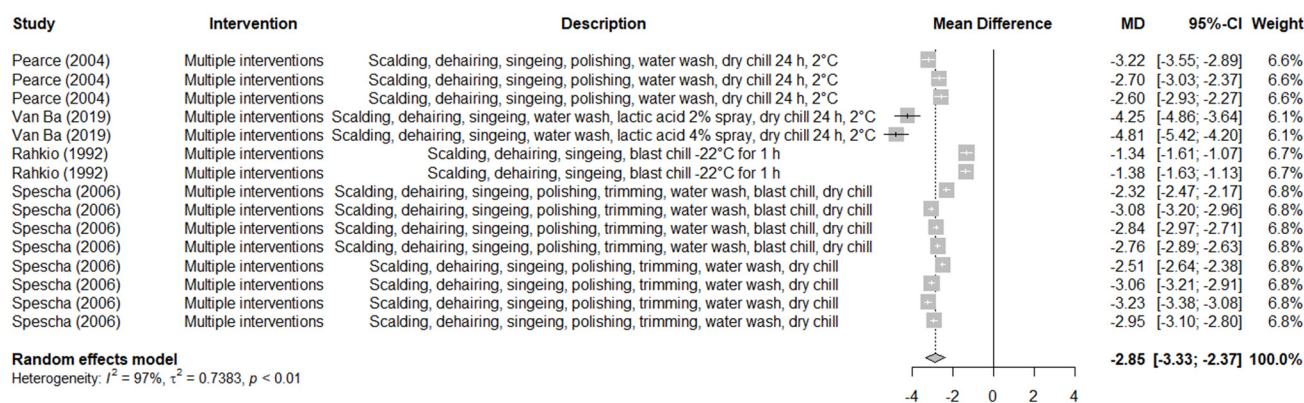 Study Intervention Description Mean Difference MD 95%-CI Weight
Pearce (2004) Multiple interventions Scalding, dehairing, singeing, polishing, water wash, dry chill 24 h, 2°C -3.22 [-3.55; -2.89] 6.6%
Pearce (2004) Multiple interventions Scalding, dehairing, singeing, polishing, water wash, dry chill 24 h, 2°C -2.70 [-3.03; -2.37] 6.6%
Pearce (2004) Multiple interventions Scalding, dehairing, singeing, polishing, water wash, dry chill 24 h, 2°C -2.60 [-2.93; -2.27] 6.6%
Van Ba (2019) Multiple interventions Scalding, dehairing, singeing, water wash, lactic acid 2% spray, dry chill 24 h, 2°C -4.25 [-4.86; -3.64] 6.1%
Van Ba (2019) Multiple interventions Scalding, dehairing, singeing, water wash, lactic acid 4% spray, dry chill 24 h, 2°C -4.81 [-5.42; -4.20] 6.1%
Rahkio (1992) Multiple interventions Scalding, dehairing, singeing, blast chill -22°C for 1 h -1.34 [-1.61; -1.07] 6.7%
Rahkio (1992) Multiple interventions Scalding, dehairing, singeing, blast chill -22°C for 1 h -1.38 [-1.63; -1.13] 6.7%
Spescha (2006) Multiple interventions Scalding, dehairing, singeing, polishing, trimming, water wash, blast chill, dry chill -2.32 [-2.47; -2.17] 6.8%
Spescha (2006) Multiple interventions Scalding, dehairing, singeing, polishing, trimming, water wash, blast chill, dry chill -3.08 [-3.20; -2.96] 6.8%
Spescha (2006) Multiple interventions Scalding, dehairing, singeing, polishing, trimming, water wash, blast chill, dry chill -2.84 [-2.97; -2.71] 6.8%
Spescha (2006) Multiple interventions Scalding, dehairing, singeing, polishing, trimming, water wash, blast chill, dry chill -2.76 [-2.89; -2.63] 6.8%
Spescha (2006) Multiple interventions Scalding, dehairing, singeing, polishing, trimming, water wash, dry chill -2.51 [-2.64; -2.38] 6.8%
Spescha (2006) Multiple interventions Scalding, dehairing, singeing, polishing, trimming, water wash, dry chill -3.06 [-3.21; -2.91] 6.8%
Spescha (2006) Multiple interventions Scalding, dehairing, singeing, polishing, trimming, water wash, dry chill -3.23 [-3.38; -3.08] 6.8%
Spescha (2006) Multiple interventions Scalding, dehairing, singeing, polishing, trimming, water wash, dry chill -2.95 [-3.10; -2.80] 6.8%
Random effects model -2.85 [-3.33; -2.37] 100.0%
Heterogeneity: I² = 97%, τ² = 0.7383, p < 0.01
-4 -2 0 2 4